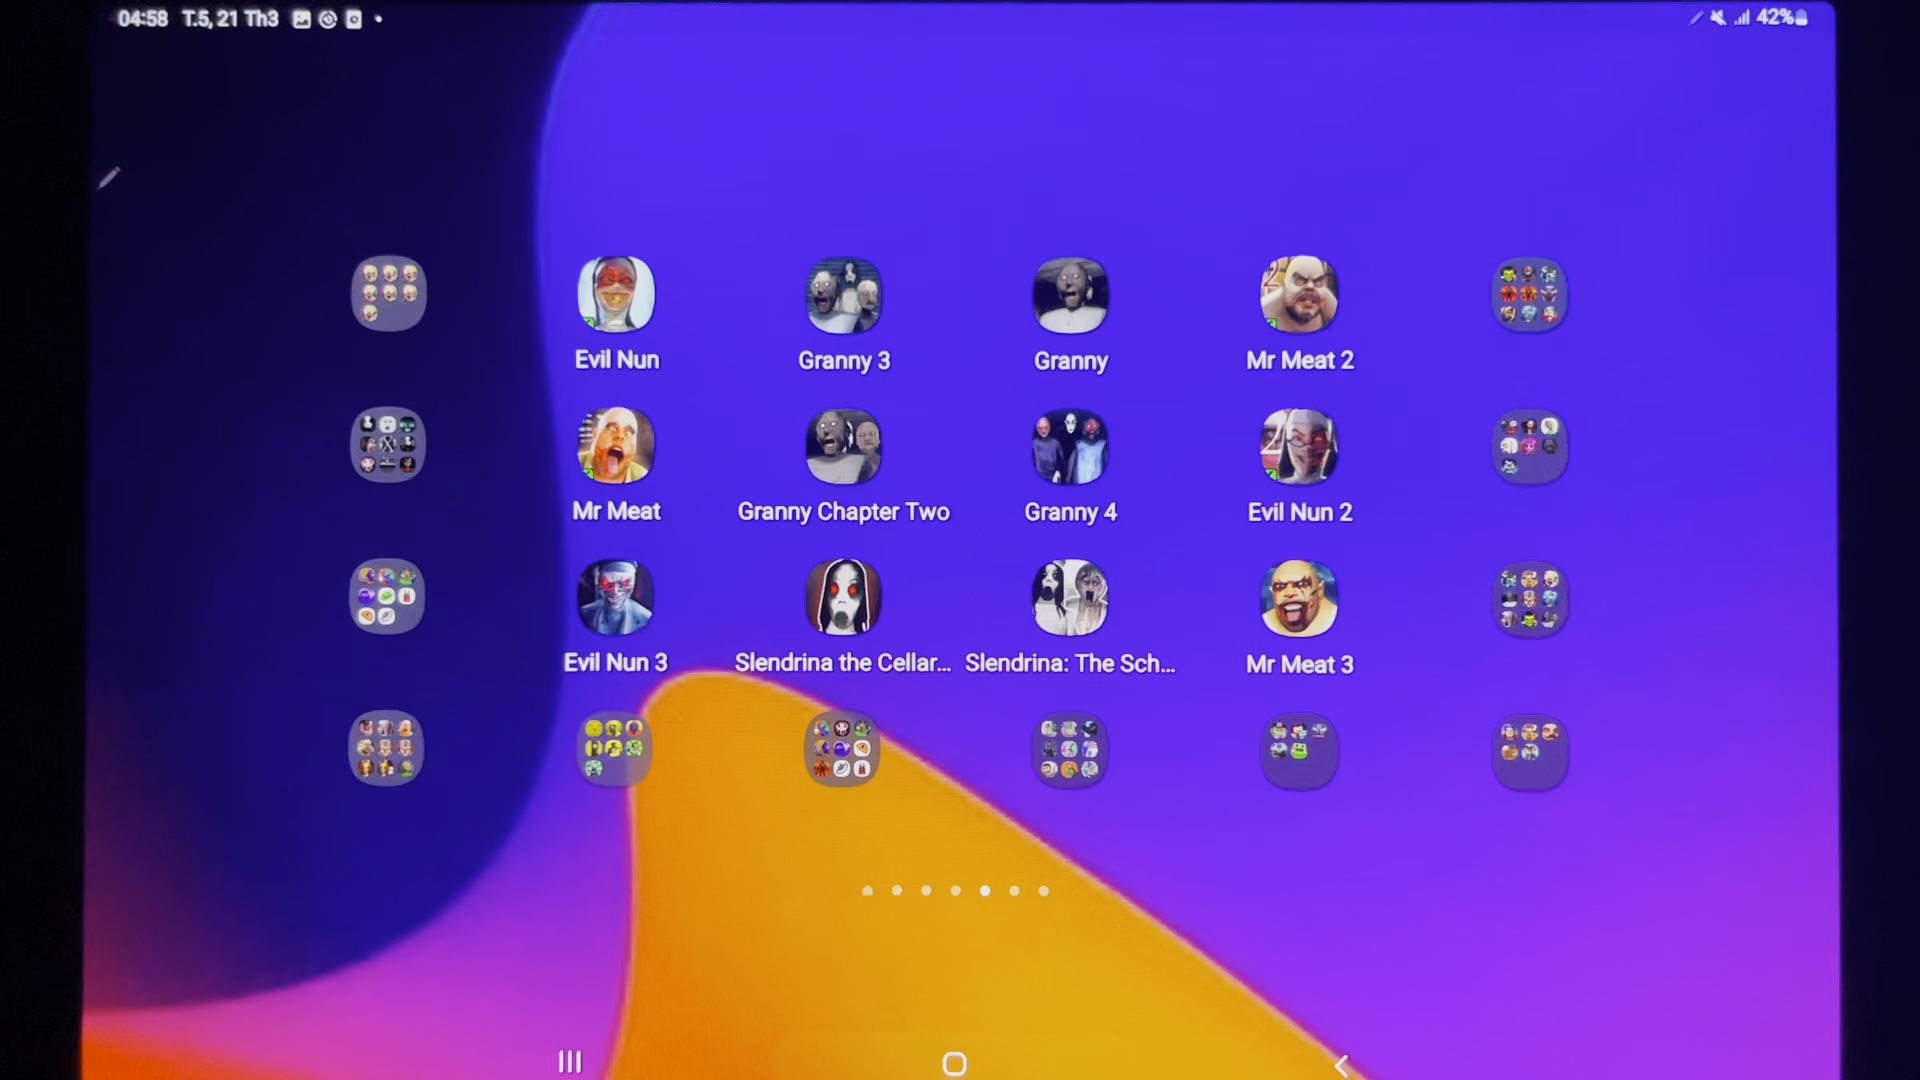 04:58 T.5, 21 Th3
42%
Evil Nun
Granny 3
Granny
Mr Meat 2
Mr Meat
Granny Chapter Two
Granny 4
Evil Nun 2
Evil Nun 3
Slendrina the Cellar...
Slendrina: The Sch...
Mr Meat 3